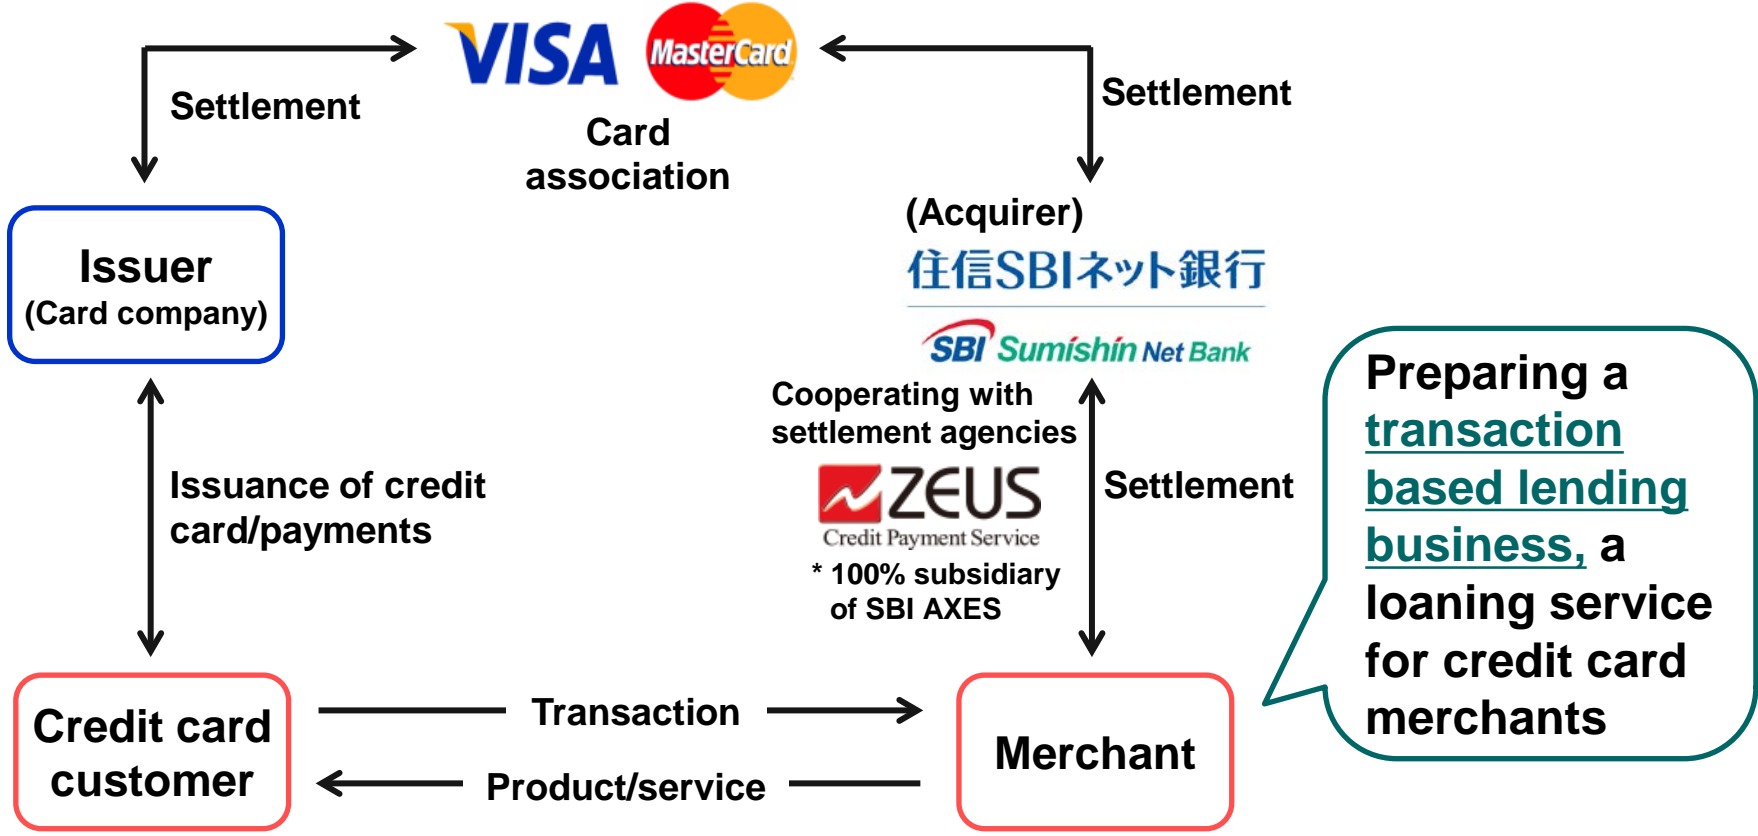 VISA
MasterCard
Settlement
Settlement
Card
association
(Acquirer)
住信SBIネット銀行
SBI Sumishin Net Bank
Issuer
(Card company)
Cooperating with
settlement agencies
ZEUS
Credit Payment Service
* 100% subsidiary
of SBI AXES
Settlement
Issuance of credit
card/payments
Preparing a
transaction
based lending
business, a
loaning service
for credit card
merchants
Credit card
customer
Transaction
Product/service
Merchant